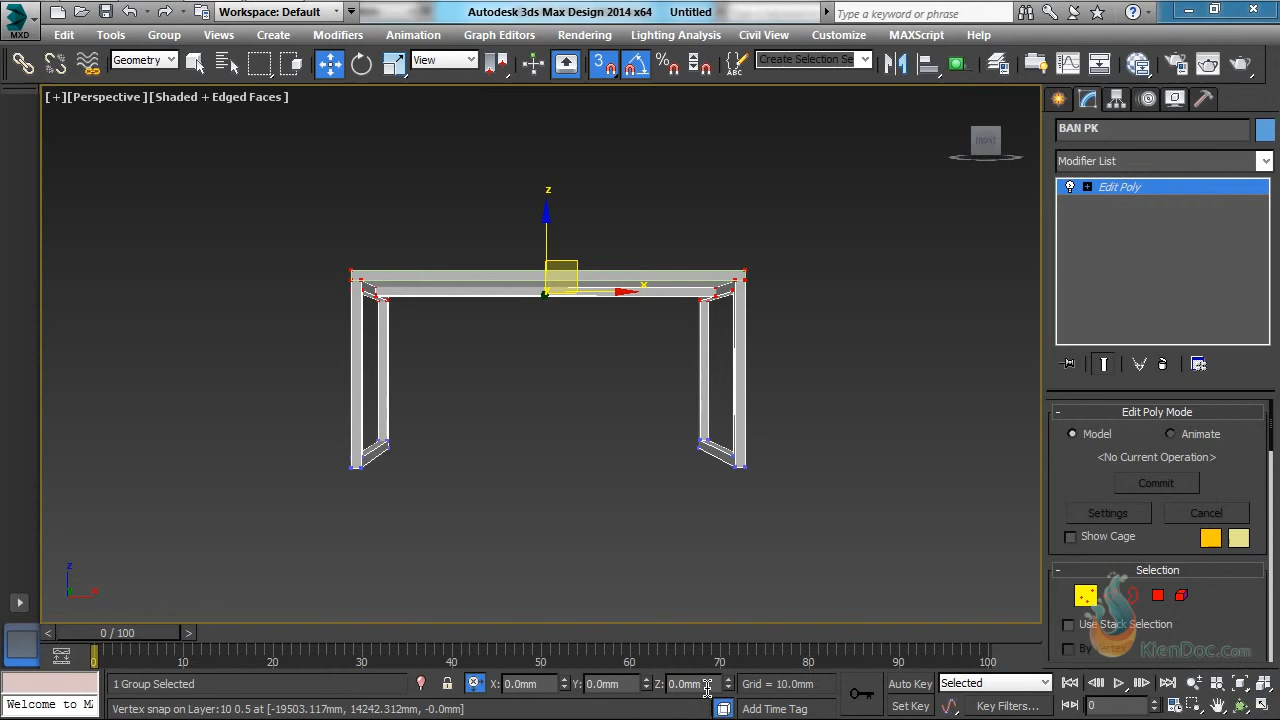 Workspace: Default
Autodesk 3ds Max Design 2014 x64
Untitled
Type a keyword or phrase
MXD
Edit
Tools
Group
Views
Create
Modifiers
Animation
Graph Editors
Rendering
Lighting Analysis
Civil View
Customize
MAXScript
Help
Geometry
View
3
Create Selection Se
[+][Perspective][Shaded + Edged Faces]
FRONT
z
x
z
x
BAN PK
Modifier List
Edit Poly
Edit Poly Mode
Model
Animate
<No Current Operation>
Commit
Settings
Cancel
Show Cage
Selection
Use Stack Selection
By Vertex
KienDoc.com
0 / 100
0 10 20 30 40 50 60 70 80 90 100
1 Group Selected
X: 0.0mm
Y: 0.0mm
Z: 0.0mm
Grid = 10.0mm
Auto Key
Selected
Welcome to M
Vertex snap on Layer:10 0.5 at [-19503.117mm, 14242.312mm, -0.0mm]
Add Time Tag
Set Key
Key Filters...
0